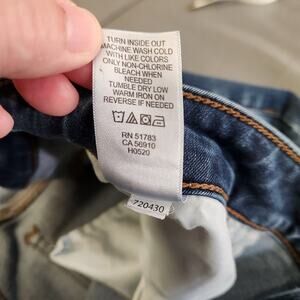 TURN INSIDE OUT
MACHINE WASH COLD
WITH LIKE COLORS
ONLY NON-CHLORINE
BLEACH WHEN
NEEDED
TUMBLE DRY LOW
WARM IRON ON
REVERSE IF NEEDED
RN 51783
CA 56910
H0520
720430